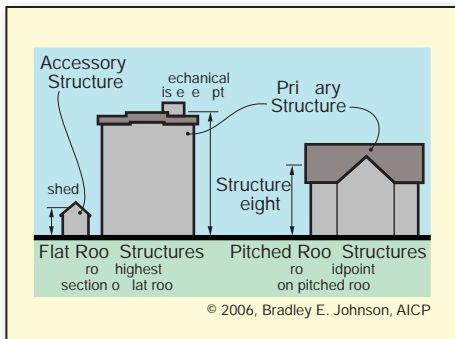 Accessory
Structure
echanical
is e e pt
Pri ary
Structure
shed
Structure
eight
Flat Roo Structures
ro highest
section o lat roo
Pitched Roo Structures
ro idpoint
on pitched roo
© 2006, Bradley E. Johnson, AICP